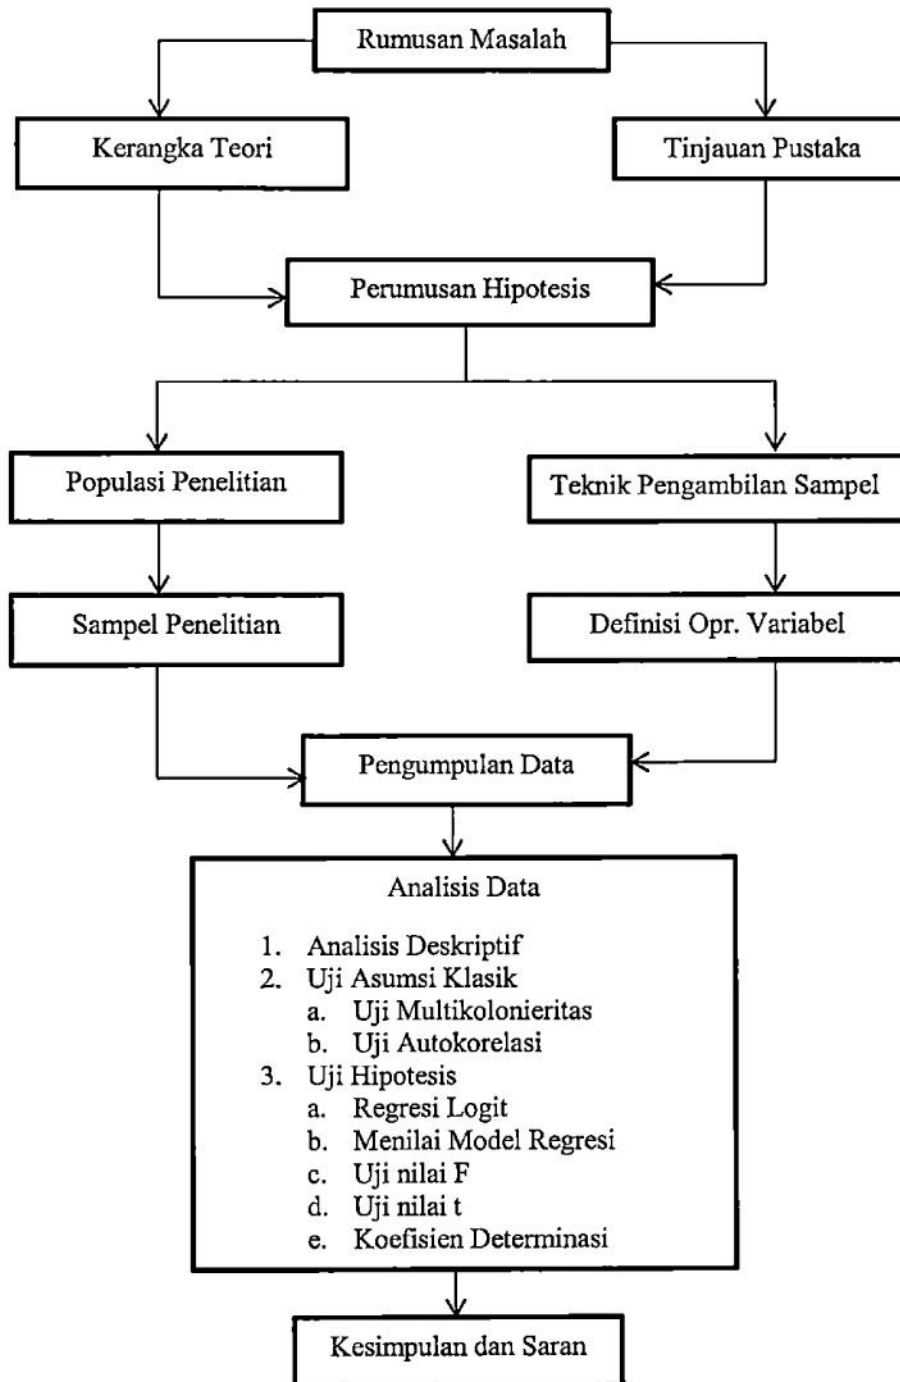 Rumusan Masalah
Kerangka Teori
Tinjauan Pustaka
Perumusan Hipotesis
Populasi Penelitian
Teknik Pengambilan Sampel
Sampel Penelitian
Definisi Opr. Variabel
Pengumpulan Data
Analisis Data
1. Analisis Deskriptif
2. Uji Asumsi Klasik
a. Uji Multikolonieritas
b. Uji Autokorelasi
3. Uji Hipotesis
a. Regresi Logit
b. Menilai Model Regresi
c. Uji nilai F
d. Uji nilai t
e. Koefisien Determinasi
Kesimpulan dan Saran